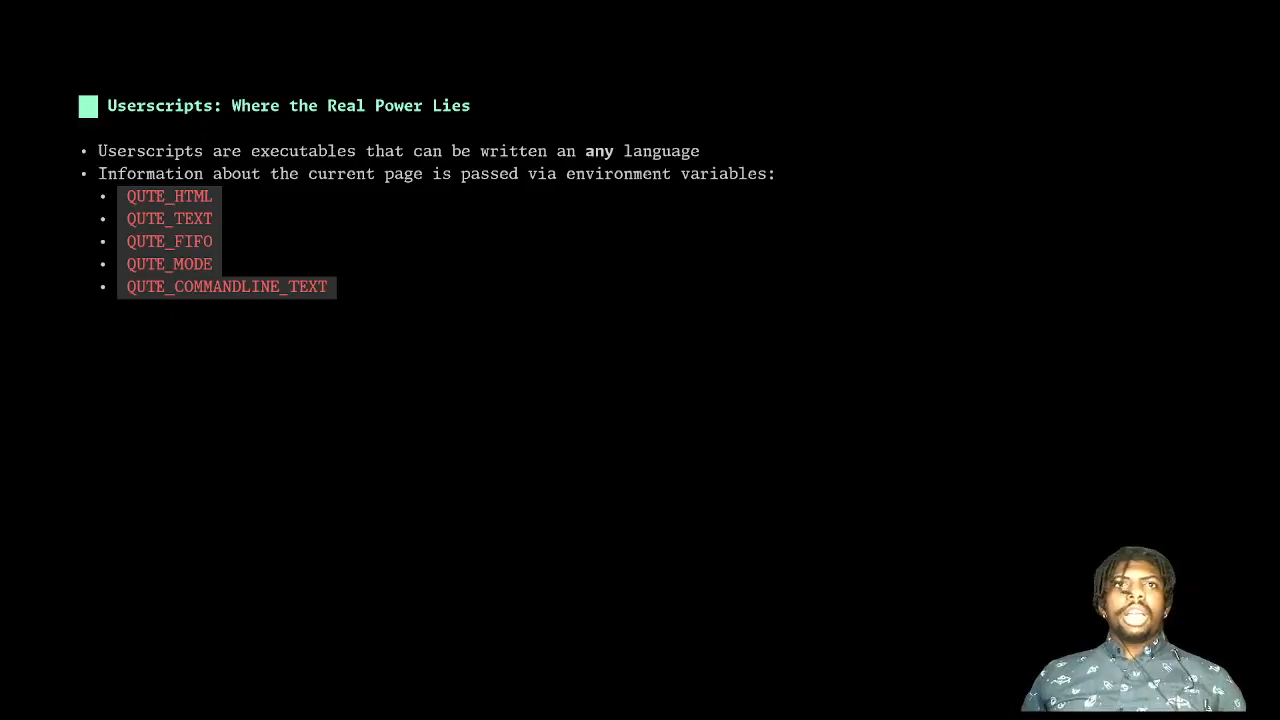 Userscripts: Where the Real Power Lies
• Userscripts are executables that can be written an any language
• Information about the current page is passed via environment variables:
• QUTE_HTML
• QUTE_TEXT
• QUTE_FIFO
• QUTE_MODE
• QUTE_COMMANDLINE_TEXT